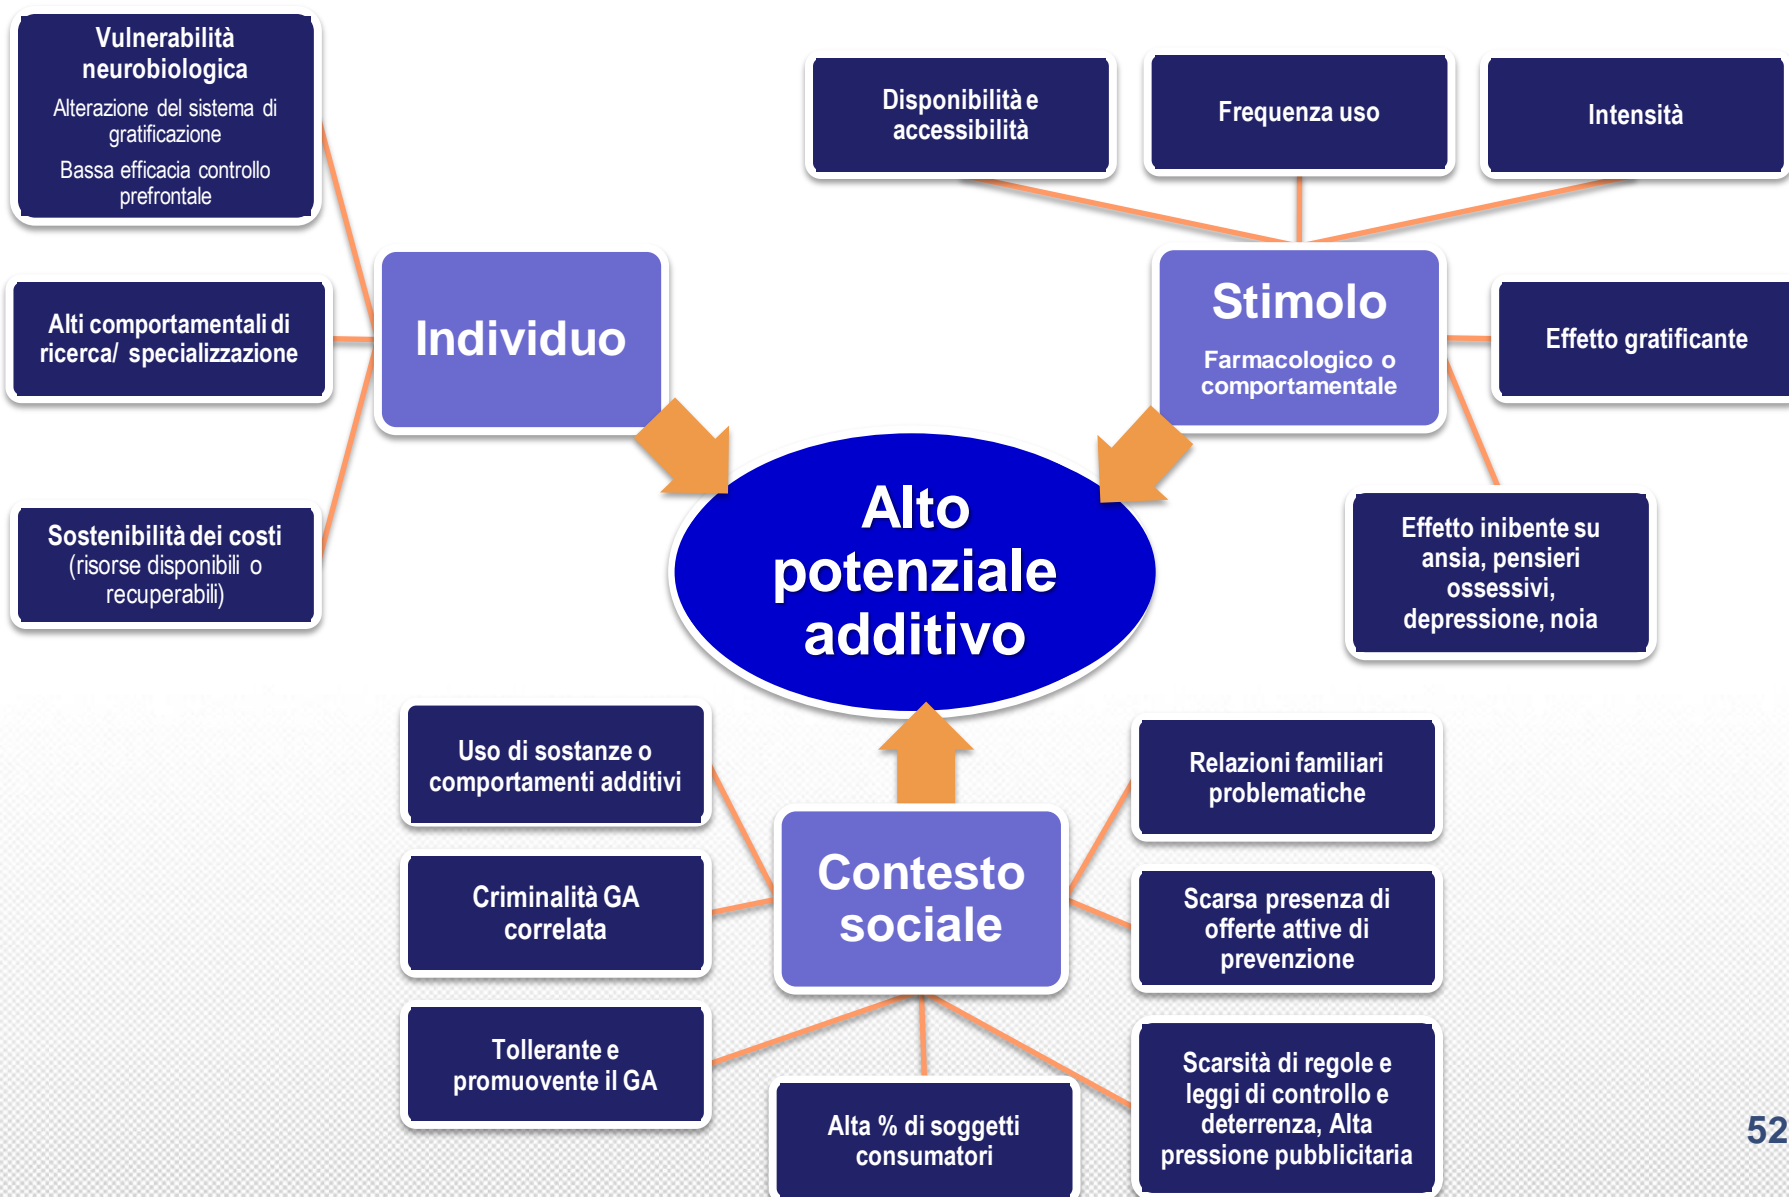 Vulnerabilità
neurobiologica
Alterazione del sistema di
gratificazione
Bassa efficacia controllo
prefrontale
Alti comportamentali di
ricerca/ specializzazione
Sostenibilità dei costi
(risorse disponibili o
recuperabili)
Individuo
Disponibilità e
accessibilità
Frequenza uso
Intensità
Stimolo
Farmacologico o
comportamentale
Effetto gratificante
Effetto inibente su
ansia, pensieri
ossessivi,
depressione, noia
Alto
potenziale
additivo
Uso di sostanze o
comportamenti additivi
Criminalità GA
correlata
Tollerante e
promuovente il GA
Contesto
sociale
Alta % di soggetti
consumatori
Relazioni familiari
problematiche
Scarsa presenza di
offerte attive di
prevenzione
Scarsità di regole e
leggi di controllo e
deterrenza, Alta
pressione pubblicitaria
52